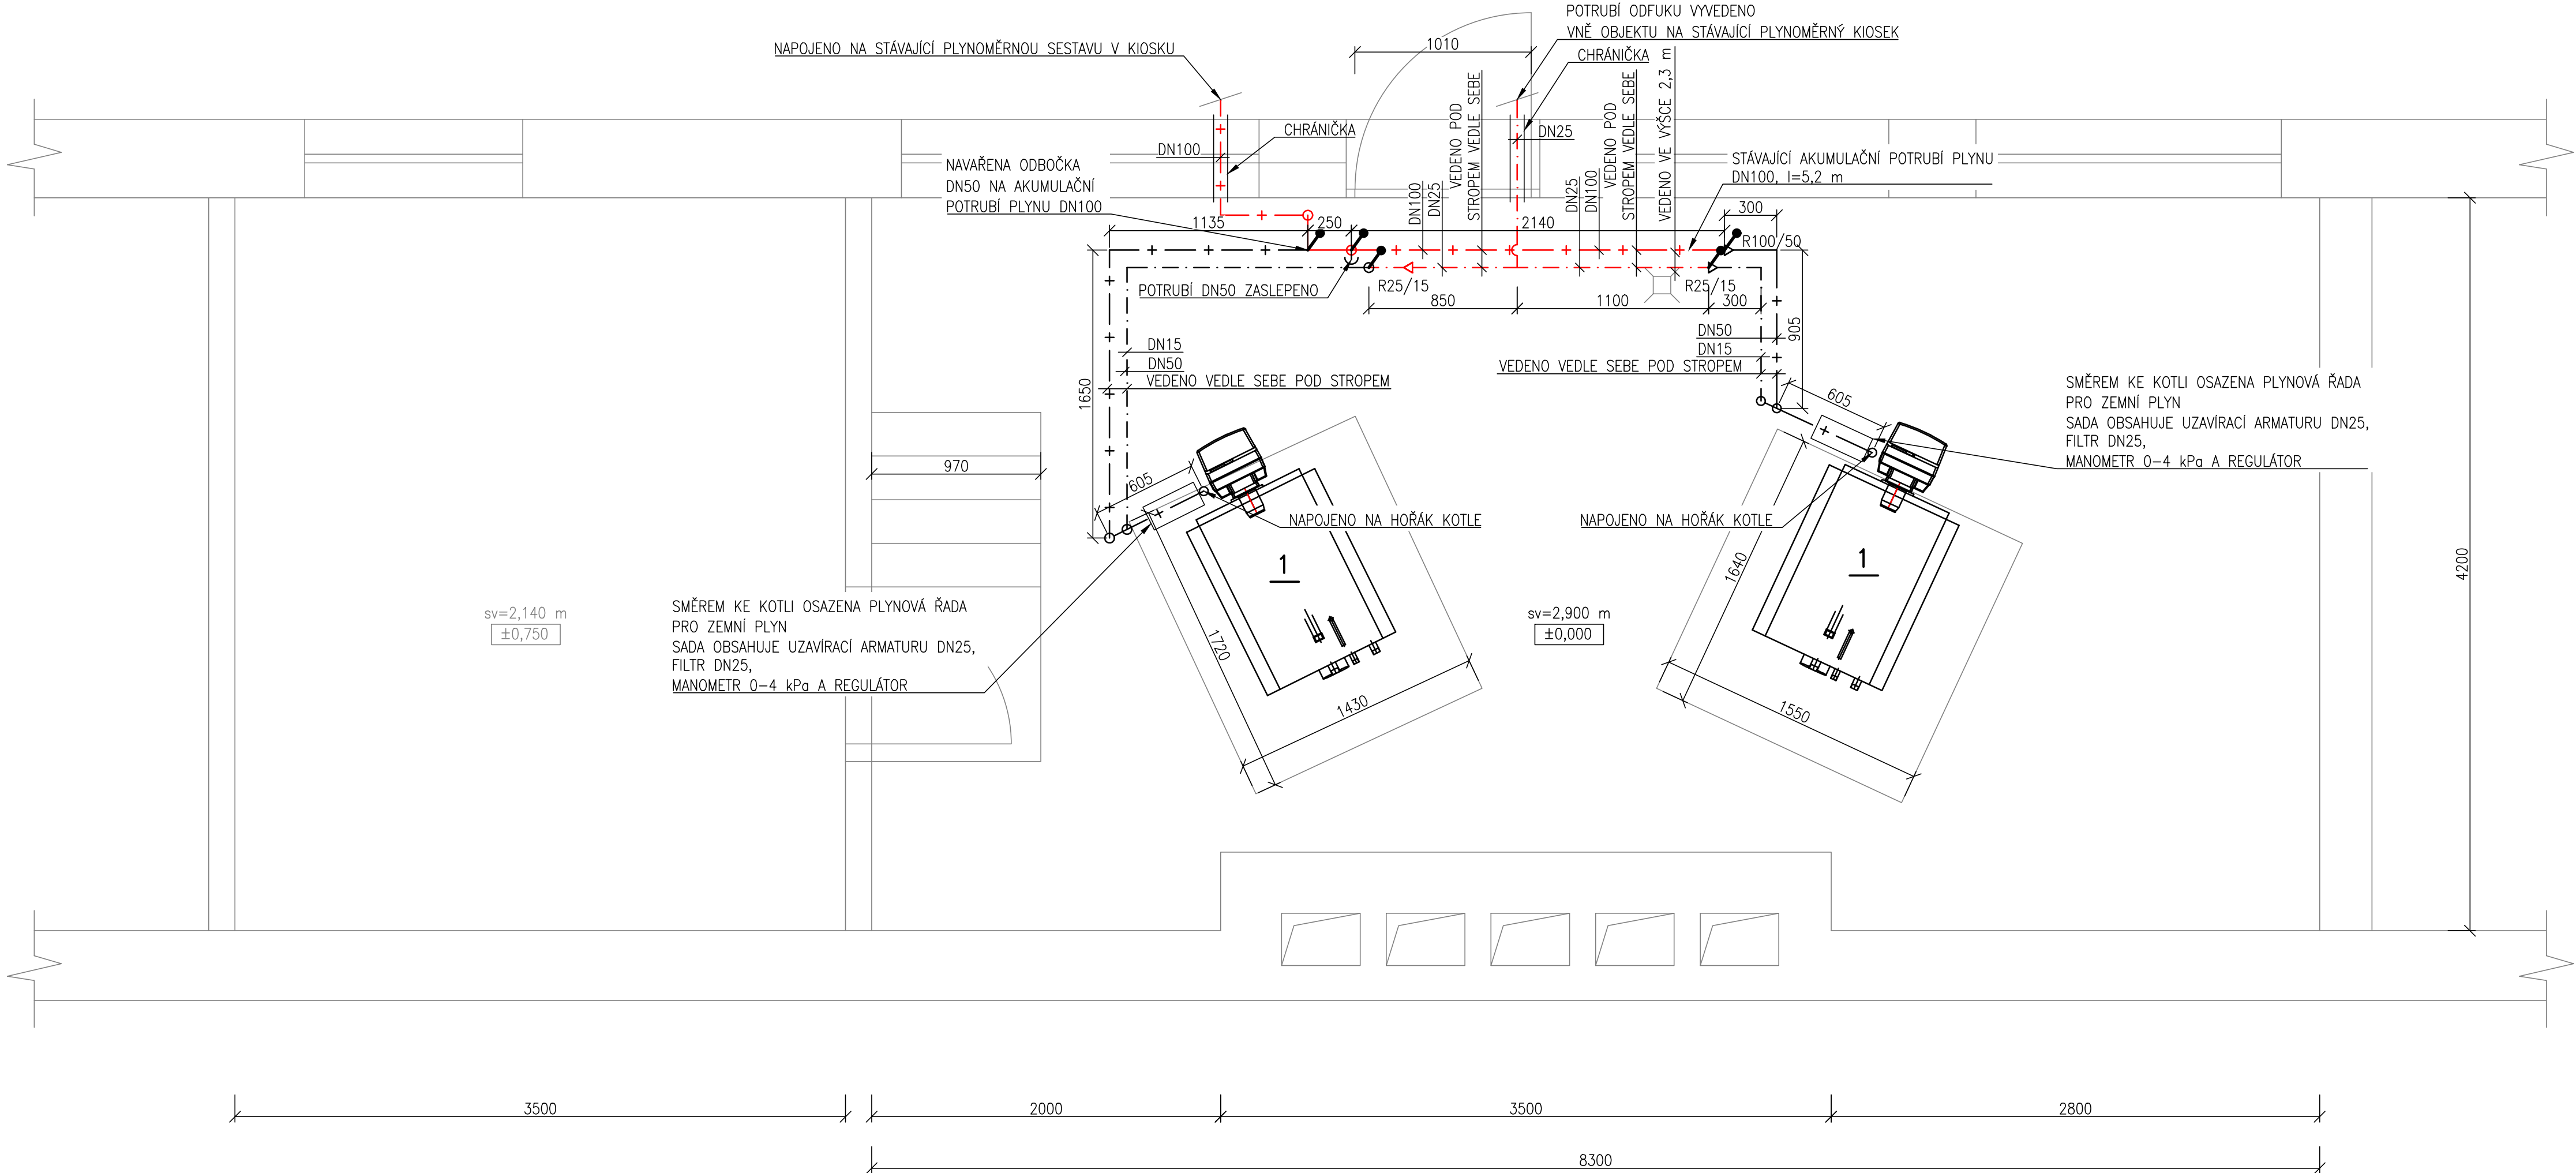 POTRUBÍ ODFUKU VYVEDENO
VNĚ OBJEKTU NA STÁVAJÍCÍ PLYNOMĚRNÝ KIOSEK
NAPOJENO NA STÁVAJÍCÍ PLYNOMĚRNOU SESTAVU V KIOSKU
1010
CHRÁNIČKA
CHRÁNIČKA
DN100
DN25
NAVAŘENA ODBOČKA
DN50 NA AKUMULAČNÍ
POTRUBÍ PLYNU DN100
DN100
DN25
VEDENO POD
STROPEM VEDLE SEBE
DN25
DN100
VEDENO POD
STROPEM VEDLE SEBE
VEDENO VE VÝŠCE 2,3 m
STÁVAJÍCÍ AKUMULAČNÍ POTRUBÍ PLYNU
DN100, l=5,2 m
1135
250
2140
300
R100/50
POTRUBÍ DN50 ZASLEPENO
R25/15
R25/15
850
1100
300
905
DN15
DN50
VEDENO VEDLE SEBE POD STROPEM
DN50
DN15
VEDENO VEDLE SEBE POD STROPEM
1650
605
605
SMĚREM KE KOTLI OSAZENA PLYNOVÁ ŘADA
PRO ZEMNÍ PLYN
SADA OBSAHUJE UZAVÍRACÍ ARMATURU DN25,
FILTR DN25,
MANOMETR 0-4 kPa A REGULÁTOR
970
NAPOJENO NA HOŘÁK KOTLE
NAPOJENO NA HOŘÁK KOTLE
1
1
1640
4200
sv=2,140 m
±0,750
SMĚREM KE KOTLI OSAZENA PLYNOVÁ ŘADA
PRO ZEMNÍ PLYN
SADA OBSAHUJE UZAVÍRACÍ ARMATURU DN25,
FILTR DN25,
MANOMETR 0-4 kPa A REGULÁTOR
sv=2,900 m
±0,000
1720
1430
1550
3500
2000
3500
2800
8300